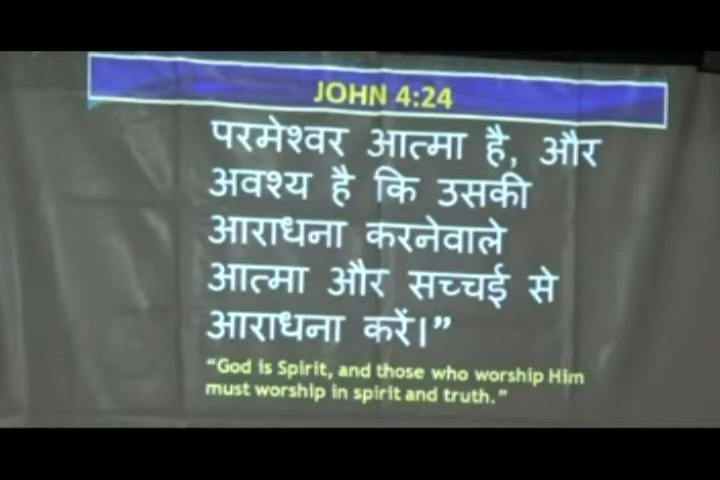 JOHN 4:24
परमेश्वर आत्मा है, और
अवश्य है कि उसकी
आराधना करनेवाले
आत्मा और सच्चाई से
आराधना करें।”
“God is Spirit, and those who worship Him
must worship in spirit and truth.”